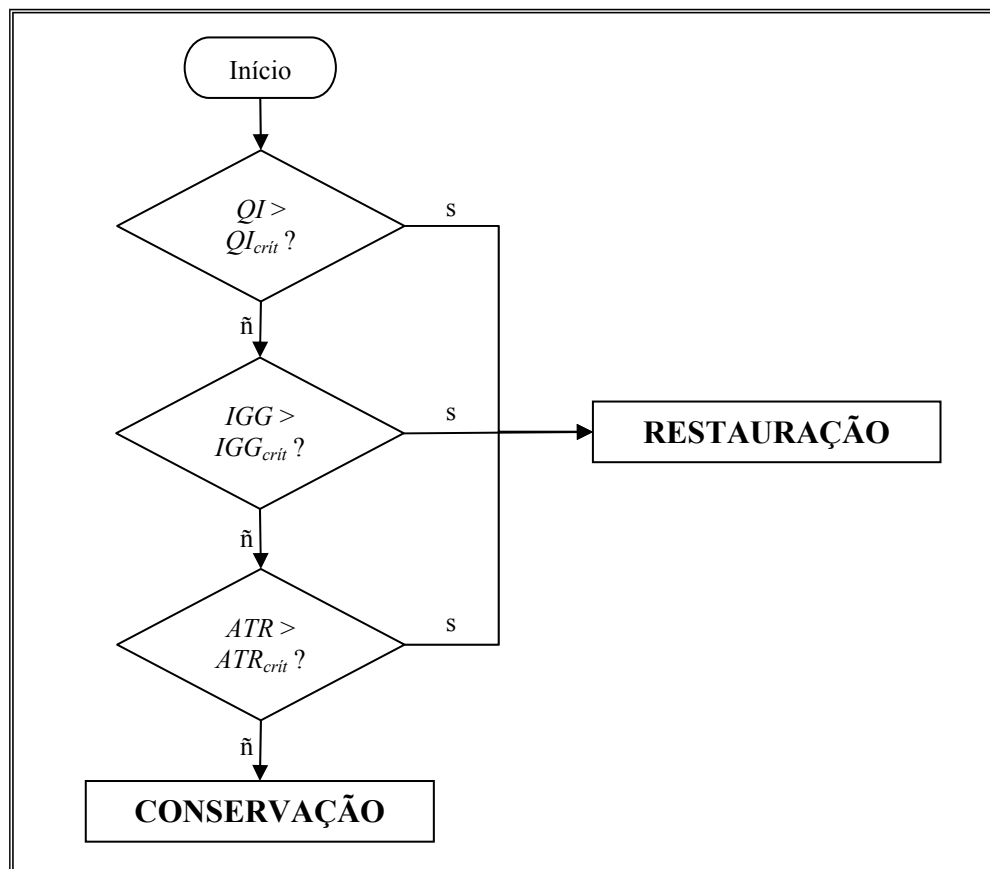 Início
QI >
QIcrít ?
s
ñ
IGG >
IGGcrít ?
s
RESTAURAÇÃO
ñ
ATR >
ATRcrít ?
s
ñ
CONSERVAÇÃO